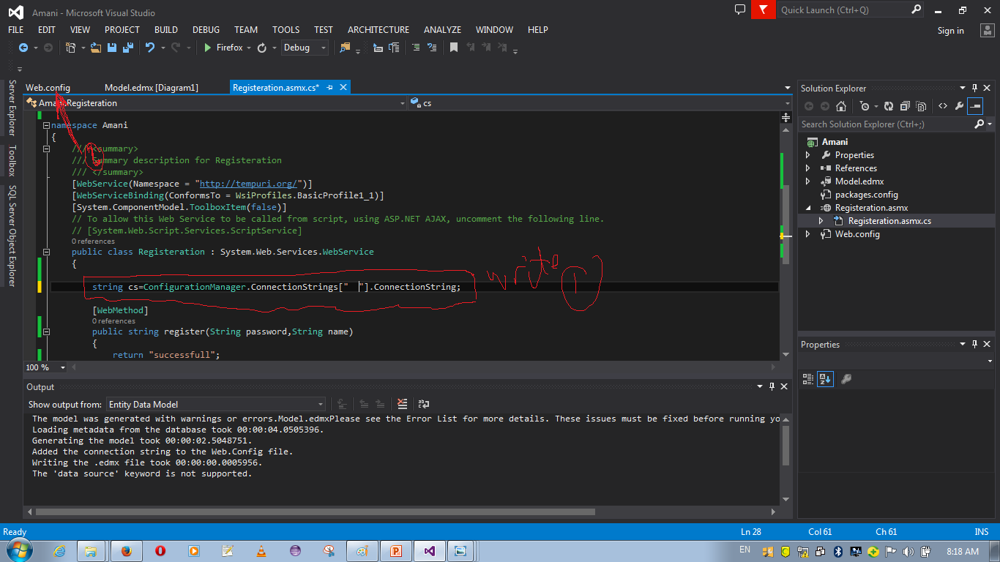 Amani - Microsoft Visual Studio
Quick Launch (Ctrl+Q)
FILE EDIT VIEW PROJECT BUILD DEBUG TEAM TOOLS TEST ARCHITECTURE ANALYZE WINDOW HELP
Sign in
Firefox
Debug
Server Explorer
Toolbox
SQL Server Object Explorer
Web.config
Model.edmx [Diagram1]
Registeration.asmx.cs*
Amani.Registeration
cs
namespace Amani
{
/// <summary>
/// Summary description for Registeration
/// </summary>
[WebService(Namespace = "http://tempuri.org/")]
[WebServiceBinding(ConformsTo = WsiProfiles.BasicProfile1_1)]
[System.ComponentModel.ToolboxItem(false)]
// To allow this Web Service to be called from script, using ASP.NET AJAX, uncomment the following line.
// [System.Web.Script.Services.ScriptService]
0 references
public class Registeration : System.Web.Services.WebService
{
string cs=ConfigurationManager.ConnectionStrings["  "].ConnectionString;
write 1
[WebMethod]
0 references
public string register(String password,String name)
{
return "successfull";
100 %
Output
Show output from: Entity Data Model
The model was generated with warnings or errors.Model.edmxPlease see the Error List for more details. These issues must be fixed before running yo
Loading metadata from the database took 00:00:04.0505396.
Generating the model took 00:00:02.5048751.
Added the connection string to the Web.Config file.
Writing the .edmx file took 00:00:00.0005956.
The 'data source' keyword is not supported.
Solution Explorer
Search Solution Explorer (Ctrl+;)
Amani
Properties
References
Model.edmx
packages.config
Registeration.asmx
Registeration.asmx.cs
Web.config
Properties
Ready
Ln 28
Col 61
Ch 61
INS
EN
8:18 AM